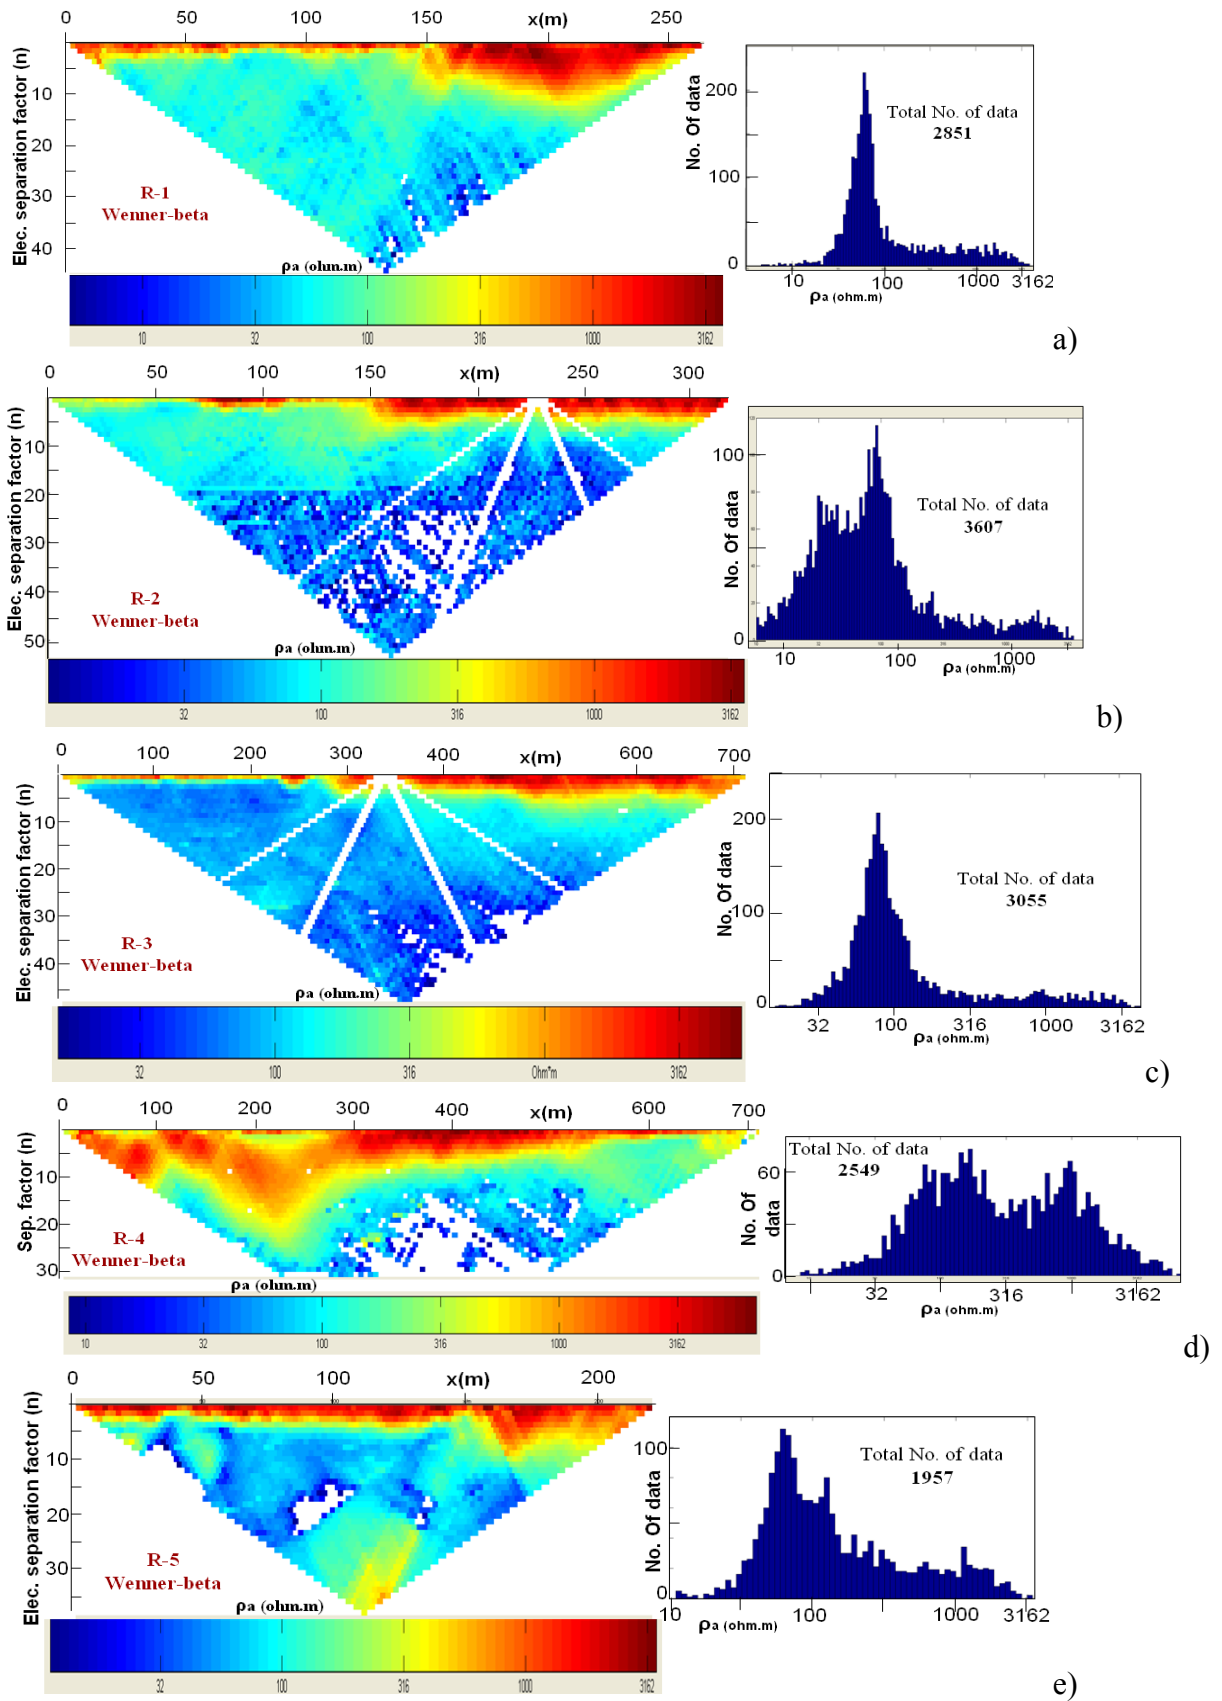 0 50 100 150 x(m) 250
Elec. separation factor (n)
10
20
30
40
R-1
Wenner-beta
ρa (ohm.m)
10 32 100 316 1000 3162
No. Of data
200
100
0
Total No. of data
2851
10 100 1000 3162
ρa (ohm.m)
a)
0 50 100 150 x(m) 250 300
Elec. separation factor (n)
10
20
30
40
50
R-2
Wenner-beta
ρa (ohm.m)
32 100 316 1000 3162
No. Of data
100
0
Total No. of data
3607
10 100 1000
ρa (ohm.m)
b)
0 100 200 300 400 x(m) 600 700
Elec. separation factor (n)
10
20
30
40
R-3
Wenner-beta
ρa (ohm.m)
32 100 316 Ohm*m 3162
No. Of data
200
100
0
Total No. of data
3055
32 100 316 1000 3162
ρa (ohm.m)
c)
0 100 200 300 400 x(m) 600 700
Sep. factor (n)
10
20
30
R-4
Wenner-beta
ρa (ohm.m)
10 32 100 316 1000 3162
Total No. of data
2549
No. Of
data
60
0
32 316 3162
ρa (ohm.m)
d)
0 50 100 x(m) 200
Elec. separation factor (n)
10
20
30
R-5
Wenner-beta
ρa (ohm.m)
32 100 316 1000 3162
No. Of data
100
0
Total No. of data
1957
10 100 1000 3162
ρa (ohm.m)
e)